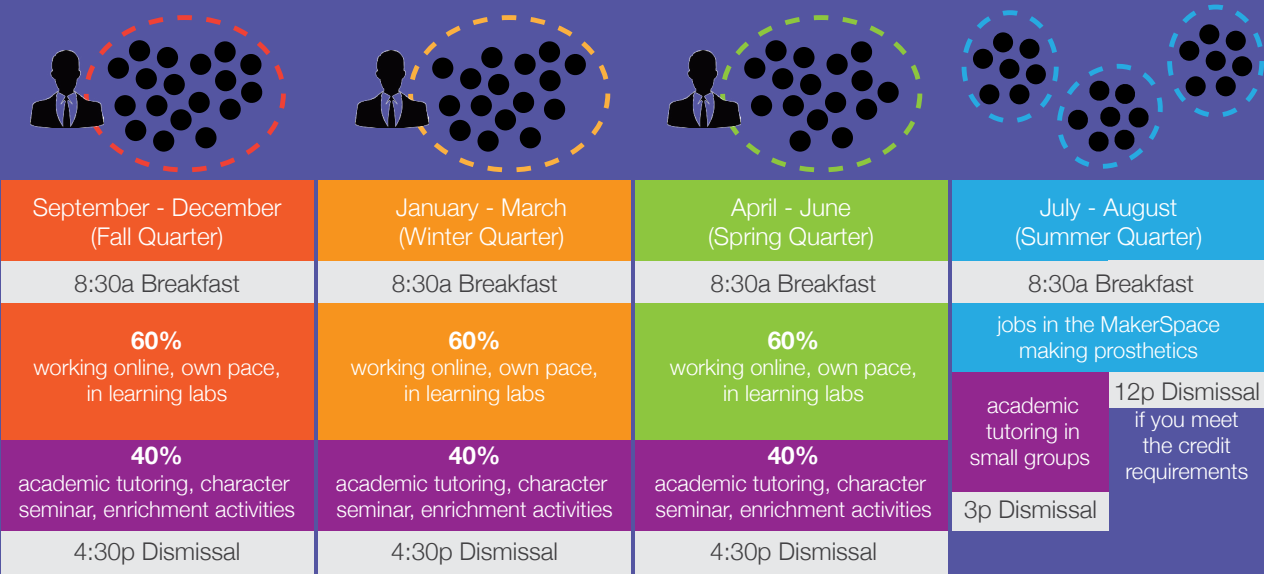 September - December
(Fall Quarter)
8:30a Breakfast
60%
working online, own pace,
in learning labs
40%
academic tutoring, character
seminar, enrichment activities
4:30p Dismissal
January - March
(Winter Quarter)
8:30a Breakfast
60%
working online, own pace,
in learning labs
40%
academic tutoring, character
seminar, enrichment activities
4:30p Dismissal
April - June
(Spring Quarter)
8:30a Breakfast
60%
working online, own pace,
in learning labs
40%
academic tutoring, character
seminar, enrichment activities
4:30p Dismissal
July - August
(Summer Quarter)
8:30a Breakfast
jobs in the MakerSpace
making prosthetics
academic
tutoring in
small groups
3p Dismissal
12p Dismissal
if you meet
the credit
requirements